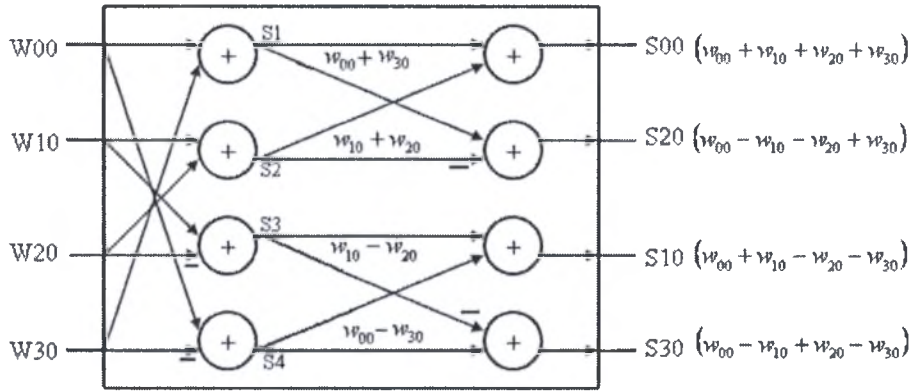 W00 + S1 w₀₀ + w₃₀ + S00 (w₀₀ + w₁₀ + w₂₀ + w₃₀)
W10 + S2 w₁₀ + w₂₀ − + S20 (w₀₀ − w₁₀ − w₂₀ + w₃₀)
W20 − + S3 w₁₀ − w₂₀ + S10 (w₀₀ + w₁₀ − w₂₀ − w₃₀)
W30 − + S4 w₀₀ − w₃₀ − + S30 (w₀₀ − w₁₀ + w₂₀ − w₃₀)